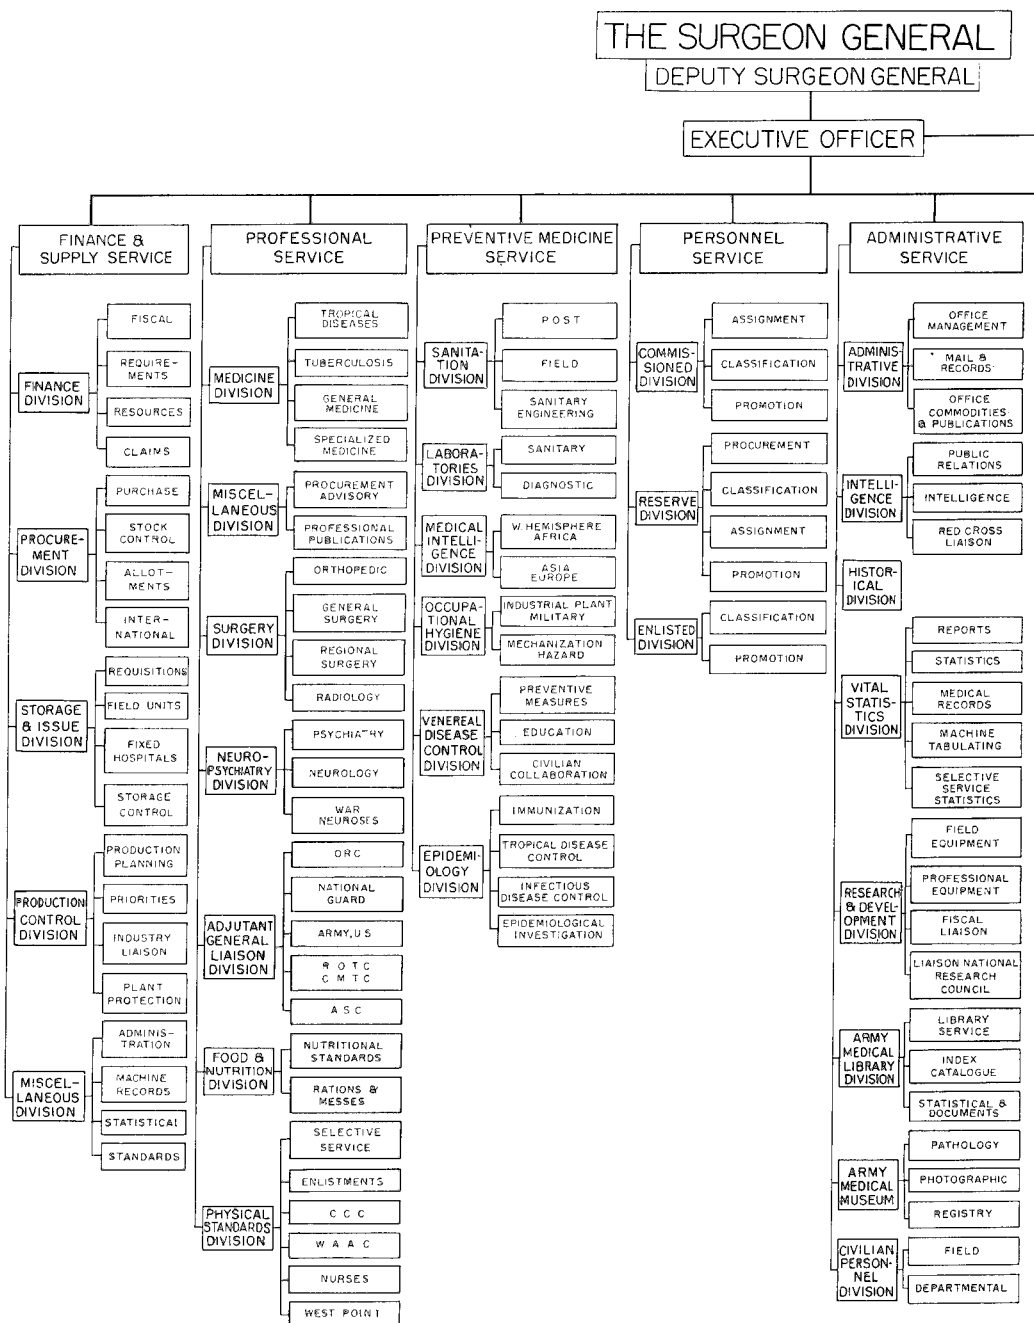 THE SURGEON GENERAL
DEPUTY SURGEON GENERAL
EXECUTIVE OFFICER
FINANCE &
SUPPLY SERVICE
FINANCE
DIVISION
FISCAL
REQUIRE-
MENTS
RESOURCES
CLAIMS
PROCURE-
MENT
DIVISION
PURCHASE
STOCK
CONTROL
ALLOT-
MENTS
INTER-
NATIONAL
STORAGE
& ISSUE
DIVISION
REQUISITIONS
FIELD UNITS
FIXED
HOSPITALS
STORAGE
CONTROL
PRODUCTION
CONTROL
DIVISION
PRODUCTION
PLANNING
PRIORITIES
INDUSTRY
LIAISON
PLANT
PROTECTION
MISCEL-
LANEOUS
DIVISION
ADMINIS-
TRATION
MACHINE
RECORDS
STATISTICAL
STANDARDS
PROFESSIONAL
SERVICE
MEDICINE
DIVISION
TROPICAL
DISEASES
TUBERCULOSIS
GENERAL
MEDICINE
SPECIALIZED
MEDICINE
MISCEL-
LANEOUS
DIVISION
PROCUREMENT
ADVISORY
PROFESSIONAL
PUBLICATIONS
SURGERY
DIVISION
ORTHOPEDIC
GENERAL
SURGERY
REGIONAL
SURGERY
RADIOLOGY
NEURO-
PSYCHIATRY
DIVISION
PSYCHIATRY
NEUROLOGY
WAR
NEUROSES
ADJUTANT
GENERAL
LIAISON
DIVISION
ORC
NATIONAL
GUARD
ARMY, U S
R O T C
C M T C
A S C
FOOD &
NUTRITION
DIVISION
NUTRITIONAL
STANDARDS
RATIONS &
MESSES
PHYSICAL
STANDARDS
DIVISION
SELECTIVE
SERVICE
ENLISTMENTS
C C C
W A A C
NURSES
WEST POINT
PREVENTIVE MEDICINE
SERVICE
SANITA-
TION
DIVISION
P O S T
FIELD
SANITARY
ENGINEERING
LABORA-
TORIES
DIVISION
SANITARY
DIAGNOSTIC
MEDICAL
INTELLI-
GENCE
DIVISION
W. HEMISPHERE
AFRICA
ASIA
EUROPE
OCCUPA-
TIONAL
HYGIENE
DIVISION
INDUSTRIAL PLANT
MILITARY
MECHANIZATION
HAZARD
VENEREAL
DISEASE
CONTROL
DIVISION
PREVENTIVE
MEASURES
EDUCATION
CIVILIAN
COLLABORATION
EPIDEMI-
OLOGY
DIVISION
IMMUNIZATION
TROPICAL DISEASE
CONTROL
INFECTIOUS
DISEASE CONTROL
EPIDEMIOLOGICAL
INVESTIGATION
PERSONNEL
SERVICE
COMMIS-
SIONED
DIVISION
ASSIGNMENT
CLASSIFICATION
PROMOTION
RESERVE
DIVISION
PROCUREMENT
CLASSIFICATION
ASSIGNMENT
PROMOTION
ENLISTED
DIVISION
CLASSIFICATION
PROMOTION
ADMINISTRATIVE
SERVICE
ADMINIS-
TRATIVE
DIVISION
OFFICE
MANAGEMENT
MAIL &
RECORDS
OFFICE
COMMODITIES
& PUBLICATIONS
INTELLI-
GENCE
DIVISION
PUBLIC
RELATIONS
INTELLIGENCE
RED CROSS
LIAISON
HISTOR-
ICAL
DIVISION
VITAL
STATIS-
TICS
DIVISION
REPORTS
STATISTICS
MEDICAL
RECORDS
MACHINE
TABULATING
SELECTIVE
SERVICE
STATISTICS
RESEARCH
& DEVEL-
OPMENT
DIVISION
FIELD
EQUIPMENT
PROFESSIONAL
EQUIPMENT
FISCAL
LIAISON
LIAISON NATIONAL
RESEARCH
COUNCIL
ARMY
MEDICAL
LIBRARY
DIVISION
LIBRARY
SERVICE
INDEX
CATALOGUE
STATISTICAL &
DOCUMENTS
ARMY
MEDICAL
MUSEUM
PATHOLOGY
PHOTOGRAPHIC
REGISTRY
CIVILIAN
PERSON-
NEL
DIVISION
FIELD
DEPARTMENTAL